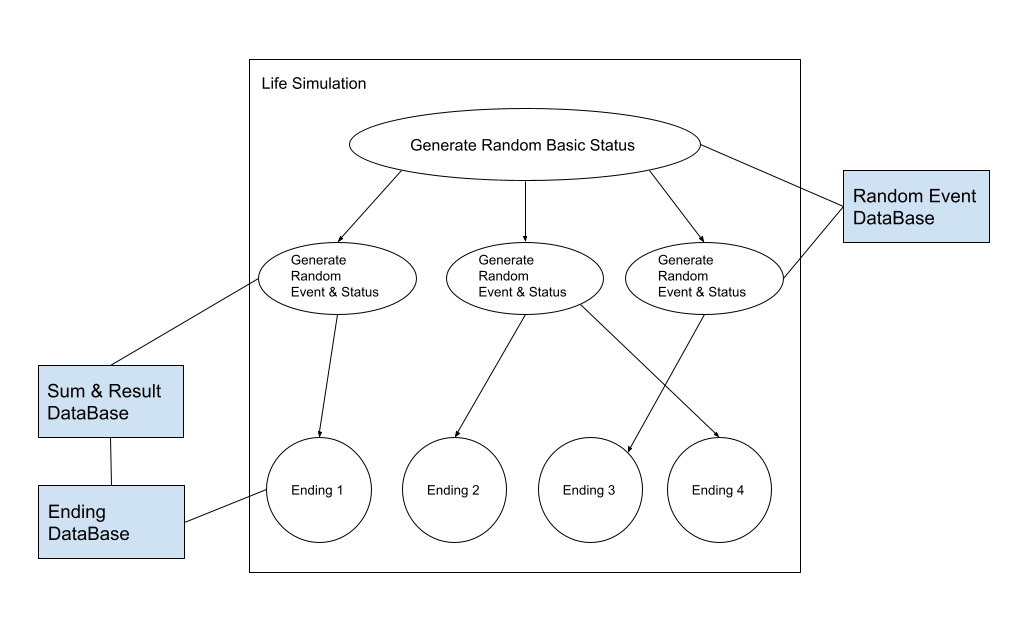 Life Simulation
Generate Random Basic Status
Random Event
DataBase
Generate
Random
Event & Status
Generate
Random
Event & Status
Generate
Random
Event & Status
Sum & Result
DataBase
Ending
DataBase
Ending 1
Ending 2
Ending 3
Ending 4